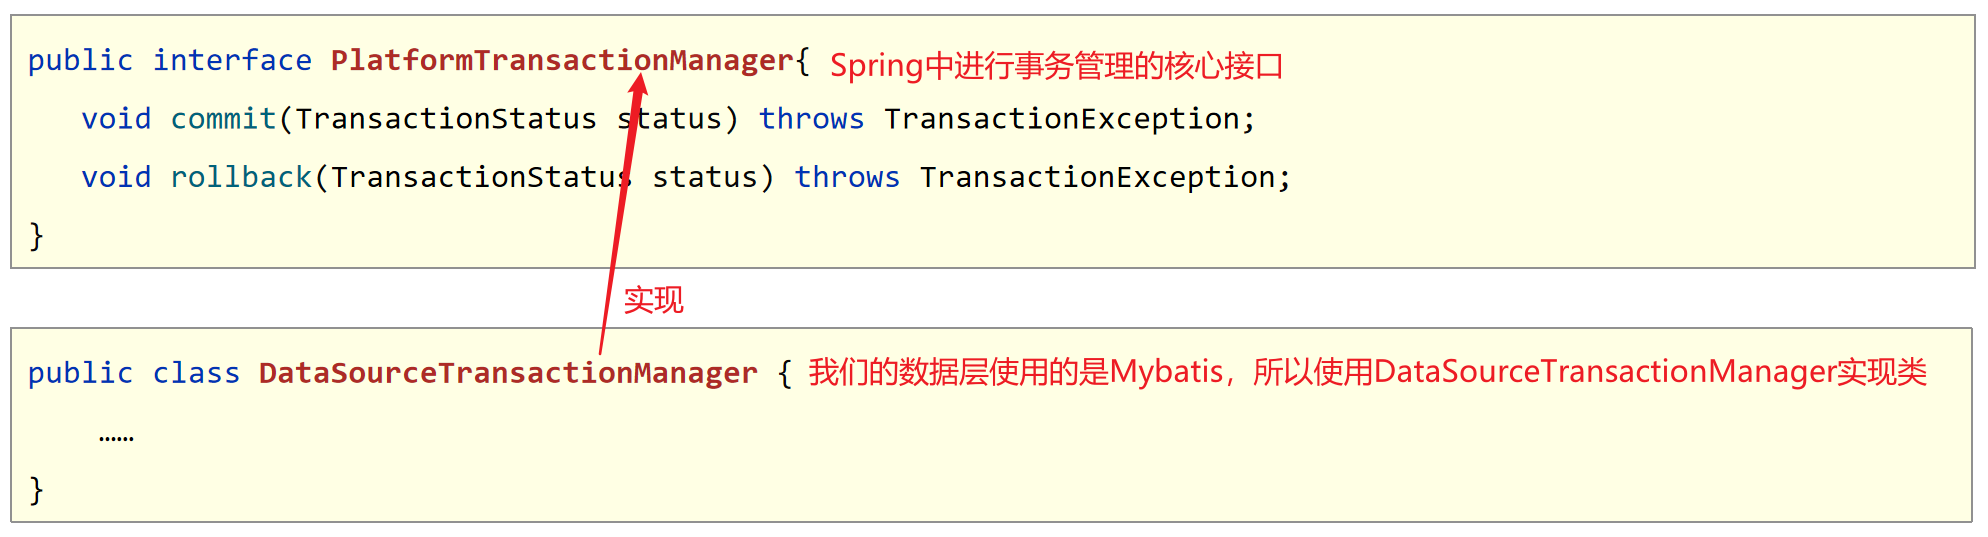 public interface PlatformTransactionManager{ Spring中进行事务管理的核心接口
void commit(TransactionStatus status) throws TransactionException;
void rollback(TransactionStatus status) throws TransactionException;
}
实现
public class DataSourceTransactionManager { 我们的数据层使用的是Mybatis，所以使用DataSourceTransactionManager实现类
……
}